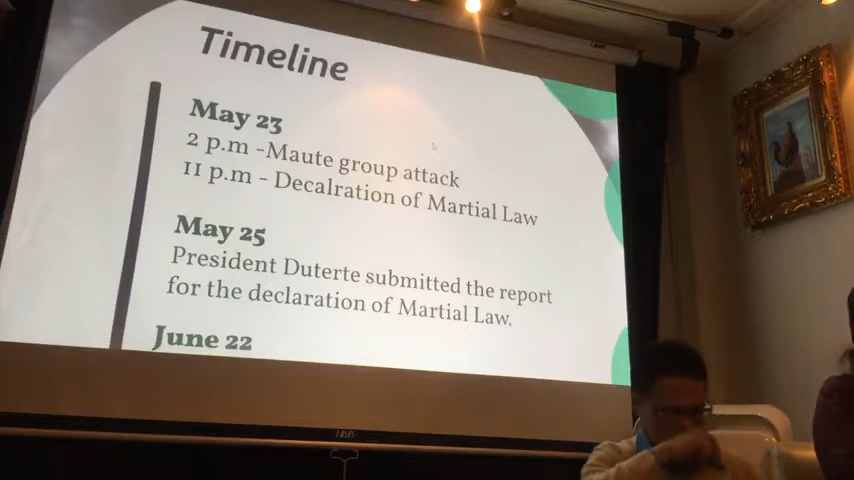 Timeline
May 23
2 p.m -Maute group attack
11 p.m - Decalration of Martial Law
May 25
President Duterte submitted the report
for the declaration of Martial Law.
June 22